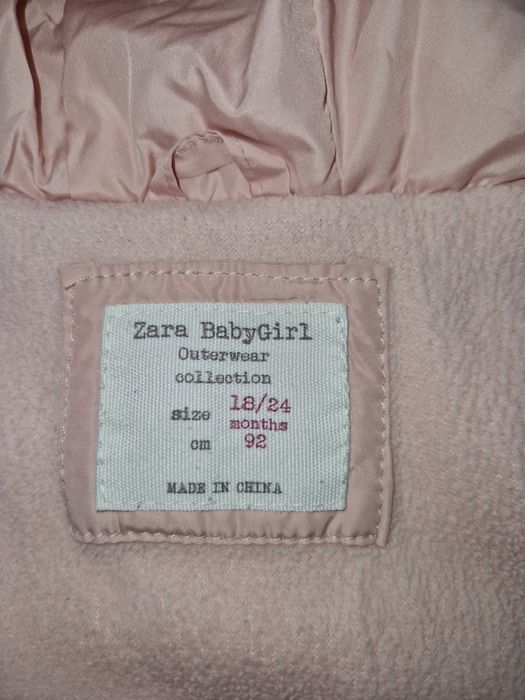 Zara BabyGirl
Outerwear
collection
size 18/24
months
cm 92
MADE IN CHINA